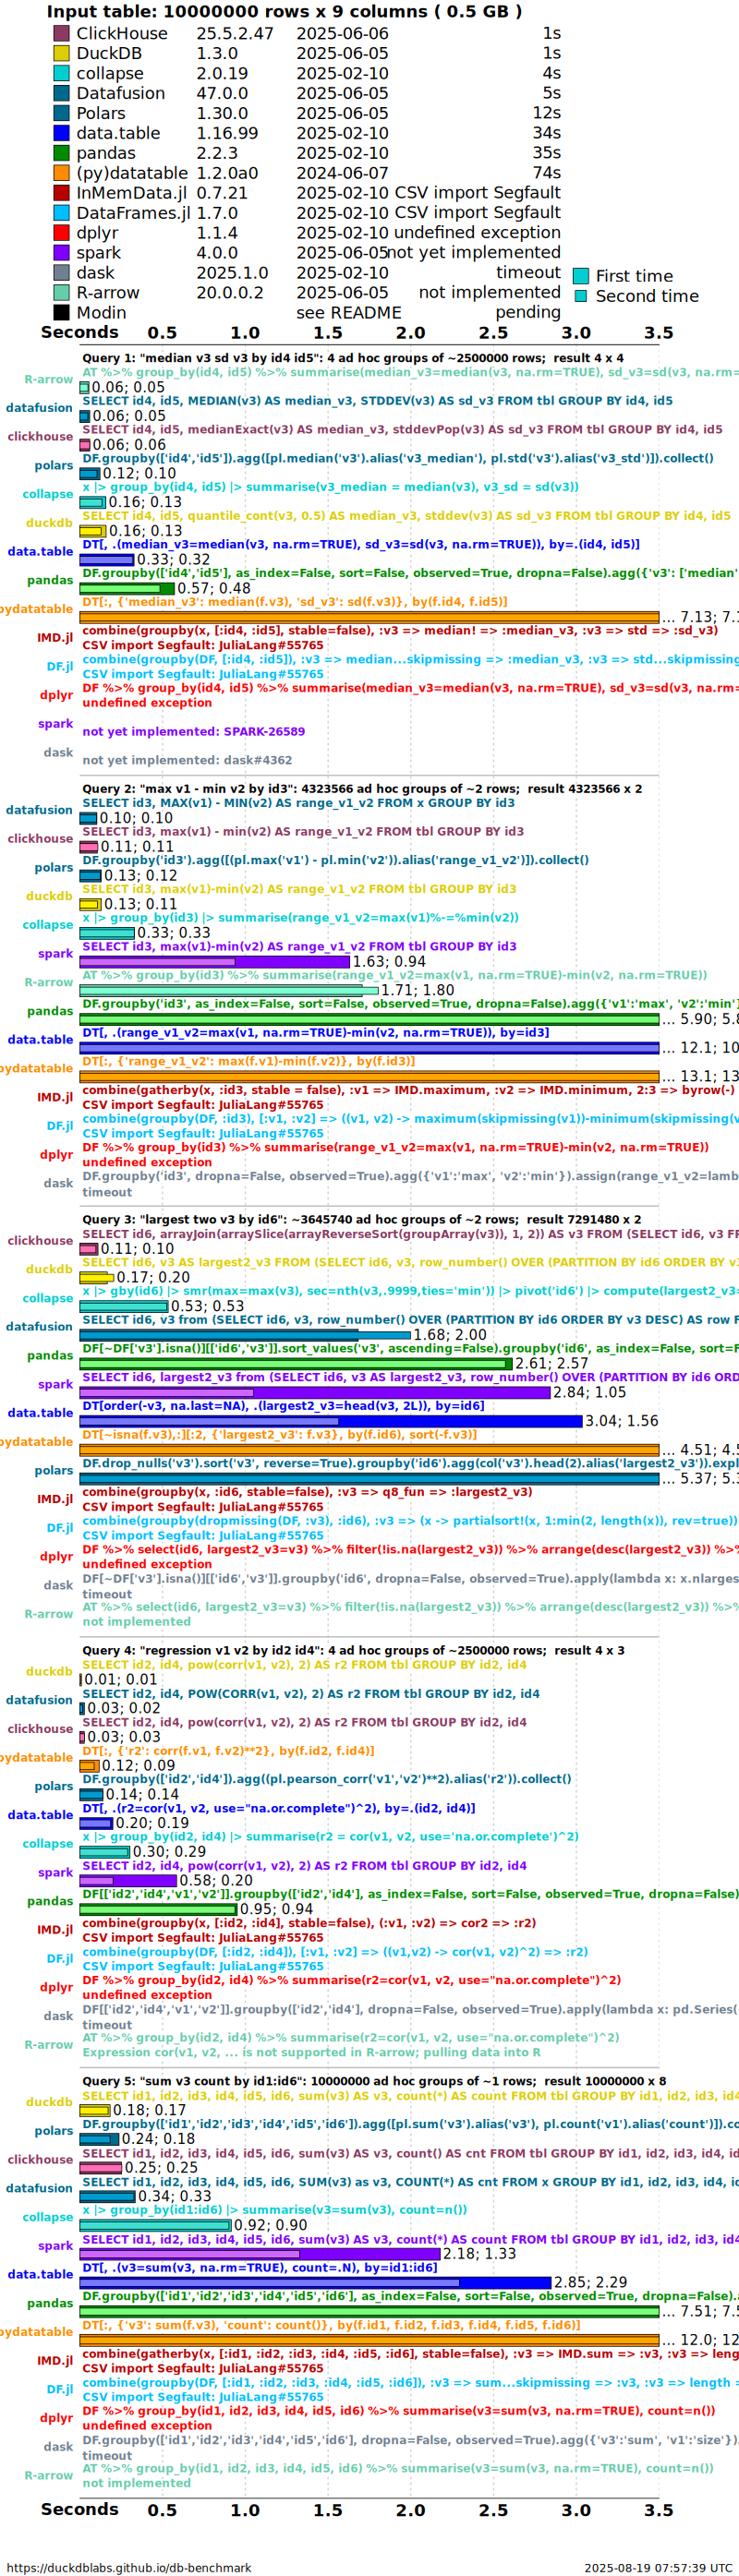 Input table: 10000000 rows x 9 columns ( 0.5 GB )
ClickHouse 25.5.2.47 2025-06-06 1s
DuckDB 1.3.0 2025-06-05 1s
collapse 2.0.19 2025-02-10 4s
Datafusion 47.0.0 2025-06-05 5s
Polars 1.30.0 2025-06-05 12s
data.table 1.16.99 2025-02-10 34s
pandas 2.2.3 2025-02-10 35s
(py)datatable 1.2.0a0 2024-06-07 74s
InMemData.jl 0.7.21 2025-02-10 CSV import Segfault
DataFrames.jl 1.7.0 2025-02-10 CSV import Segfault
dplyr 1.1.4 2025-02-10 undefined exception
spark 4.0.0 2025-06-05 not yet implemented
dask 2025.1.0 2025-02-10 timeout First time
R-arrow 20.0.0.2 2025-06-05 not implemented Second time
Modin see README pending
Seconds 0.5 1.0 1.5 2.0 2.5 3.0 3.5
Query 1: "median v3 sd v3 by id4 id5": 4 ad hoc groups of ~2500000 rows; result 4 x 4
AT %>% group_by(id4, id5) %>% summarise(median_v3=median(v3, na.rm=TRUE), sd_v3=sd(v3, na.rm=
R-arrow 0.06; 0.05
SELECT id4, id5, MEDIAN(v3) AS median_v3, STDDEV(v3) AS sd_v3 FROM tbl GROUP BY id4, id5
datafusion 0.06; 0.05
SELECT id4, id5, medianExact(v3) AS median_v3, stddevPop(v3) AS sd_v3 FROM tbl GROUP BY id4, id5
clickhouse 0.06; 0.06
DF.groupby(['id4','id5']).agg([pl.median('v3').alias('v3_median'), pl.std('v3').alias('v3_std')]).collect()
polars 0.12; 0.10
x |> group_by(id4, id5) |> summarise(v3_median = median(v3), v3_sd = sd(v3))
collapse 0.16; 0.13
SELECT id4, id5, quantile_cont(v3, 0.5) AS median_v3, stddev(v3) AS sd_v3 FROM tbl GROUP BY id4, id5
duckdb 0.16; 0.13
DT[, .(median_v3=median(v3, na.rm=TRUE), sd_v3=sd(v3, na.rm=TRUE)), by=.(id4, id5)]
data.table 0.33; 0.32
DF.groupby(['id4','id5'], as_index=False, sort=False, observed=True, dropna=False).agg({'v3': ['median'
pandas 0.57; 0.48
DT[:, {'median_v3': median(f.v3), 'sd_v3': sd(f.v3)}, by(f.id4, f.id5)]
pydatatable ... 7.13; 7.1
combine(groupby(x, [:id4, :id5], stable=false), :v3 => median! => :median_v3, :v3 => std => :sd_v3)
IMD.jl CSV import Segfault: JuliaLang#55765
combine(groupby(DF, [:id4, :id5]), :v3 => median...skipmissing => :median_v3, :v3 => std...skipmissing
DF.jl CSV import Segfault: JuliaLang#55765
DF %>% group_by(id4, id5) %>% summarise(median_v3=median(v3, na.rm=TRUE), sd_v3=sd(v3, na.rm=
dplyr undefined exception
spark not yet implemented: SPARK-26589
dask not yet implemented: dask#4362
Query 2: "max v1 - min v2 by id3": 4323566 ad hoc groups of ~2 rows; result 4323566 x 2
SELECT id3, MAX(v1) - MIN(v2) AS range_v1_v2 FROM x GROUP BY id3
datafusion 0.10; 0.10
SELECT id3, max(v1) - min(v2) AS range_v1_v2 FROM tbl GROUP BY id3
clickhouse 0.11; 0.11
DF.groupby('id3').agg([(pl.max('v1') - pl.min('v2')).alias('range_v1_v2')]).collect()
polars 0.13; 0.12
SELECT id3, max(v1)-min(v2) AS range_v1_v2 FROM tbl GROUP BY id3
duckdb 0.13; 0.11
x |> group_by(id3) |> summarise(range_v1_v2=max(v1)%-=%min(v2))
collapse 0.33; 0.33
SELECT id3, max(v1)-min(v2) AS range_v1_v2 FROM tbl GROUP BY id3
spark 1.63; 0.94
AT %>% group_by(id3) %>% summarise(range_v1_v2=max(v1, na.rm=TRUE)-min(v2, na.rm=TRUE))
R-arrow 1.71; 1.80
DF.groupby('id3', as_index=False, sort=False, observed=True, dropna=False).agg({'v1':'max', 'v2':'min'}
pandas ... 5.90; 5.8
DT[, .(range_v1_v2=max(v1, na.rm=TRUE)-min(v2, na.rm=TRUE)), by=id3]
data.table ... 12.1; 10
DT[:, {'range_v1_v2': max(f.v1)-min(f.v2)}, by(f.id3)]
pydatatable ... 13.1; 13
combine(gatherby(x, :id3, stable = false), :v1 => IMD.maximum, :v2 => IMD.minimum, 2:3 => byrow(-)
IMD.jl CSV import Segfault: JuliaLang#55765
combine(groupby(DF, :id3), [:v1, :v2] => ((v1, v2) -> maximum(skipmissing(v1))-minimum(skipmissing(v
DF.jl CSV import Segfault: JuliaLang#55765
DF %>% group_by(id3) %>% summarise(range_v1_v2=max(v1, na.rm=TRUE)-min(v2, na.rm=TRUE))
dplyr undefined exception
DF.groupby('id3', dropna=False, observed=True).agg({'v1':'max', 'v2':'min'}).assign(range_v1_v2=lamb
dask timeout
Query 3: "largest two v3 by id6": ~3645740 ad hoc groups of ~2 rows; result 7291480 x 2
SELECT id6, arrayJoin(arraySlice(arrayReverseSort(groupArray(v3)), 1, 2)) AS v3 FROM (SELECT id6, v3 FR
clickhouse 0.11; 0.10
SELECT id6, v3 AS largest2_v3 FROM (SELECT id6, v3, row_number() OVER (PARTITION BY id6 ORDER BY v3
duckdb 0.17; 0.20
x |> gby(id6) |> smr(max=max(v3), sec=nth(v3,.9999,ties='min')) |> pivot('id6') |> compute(largest2_v3=
collapse 0.53; 0.53
SELECT id6, v3 from (SELECT id6, v3, row_number() OVER (PARTITION BY id6 ORDER BY v3 DESC) AS row F
datafusion 1.68; 2.00
DF[~DF['v3'].isna()][['id6','v3']].sort_values('v3', ascending=False).groupby('id6', as_index=False, sort=F
pandas 2.61; 2.57
SELECT id6, largest2_v3 from (SELECT id6, v3 AS largest2_v3, row_number() OVER (PARTITION BY id6 ORD
spark 2.84; 1.05
DT[order(-v3, na.last=NA), .(largest2_v3=head(v3, 2L)), by=id6]
data.table 3.04; 1.56
DT[~isna(f.v3),:][:2, {'largest2_v3': f.v3}, by(f.id6), sort(-f.v3)]
pydatatable ... 4.51; 4.5
DF.drop_nulls('v3').sort('v3', reverse=True).groupby('id6').agg(col('v3').head(2).alias('largest2_v3')).expl
polars ... 5.37; 5.3
combine(groupby(x, :id6, stable=false), :v3 => q8_fun => :largest2_v3)
IMD.jl CSV import Segfault: JuliaLang#55765
combine(groupby(dropmissing(DF, :v3), :id6), :v3 => (x -> partialsort!(x, 1:min(2, length(x)), rev=true))
DF.jl CSV import Segfault: JuliaLang#55765
DF %>% select(id6, largest2_v3=v3) %>% filter(!is.na(largest2_v3)) %>% arrange(desc(largest2_v3)) %>%
dplyr undefined exception
DF[~DF['v3'].isna()][['id6','v3']].groupby('id6', dropna=False, observed=True).apply(lambda x: x.nlarges
dask timeout
AT %>% select(id6, largest2_v3=v3) %>% filter(!is.na(largest2_v3)) %>% arrange(desc(largest2_v3)) %>%
R-arrow not implemented
Query 4: "regression v1 v2 by id2 id4": 4 ad hoc groups of ~2500000 rows; result 4 x 3
SELECT id2, id4, pow(corr(v1, v2), 2) AS r2 FROM tbl GROUP BY id2, id4
duckdb 0.01; 0.01
SELECT id2, id4, POW(CORR(v1, v2), 2) AS r2 FROM tbl GROUP BY id2, id4
datafusion 0.03; 0.02
SELECT id2, id4, pow(corr(v1, v2), 2) AS r2 FROM tbl GROUP BY id2, id4
clickhouse 0.03; 0.03
DT[:, {'r2': corr(f.v1, f.v2)**2}, by(f.id2, f.id4)]
pydatatable 0.12; 0.09
DF.groupby(['id2','id4']).agg((pl.pearson_corr('v1','v2')**2).alias('r2')).collect()
polars 0.14; 0.14
DT[, .(r2=cor(v1, v2, use="na.or.complete")^2), by=.(id2, id4)]
data.table 0.20; 0.19
x |> group_by(id2, id4) |> summarise(r2 = cor(v1, v2, use='na.or.complete')^2)
collapse 0.30; 0.29
SELECT id2, id4, pow(corr(v1, v2), 2) AS r2 FROM tbl GROUP BY id2, id4
spark 0.58; 0.20
DF[['id2','id4','v1','v2']].groupby(['id2','id4'], as_index=False, sort=False, observed=True, dropna=False)
pandas 0.95; 0.94
combine(groupby(x, [:id2, :id4], stable=false), (:v1, :v2) => cor2 => :r2)
IMD.jl CSV import Segfault: JuliaLang#55765
combine(groupby(DF, [:id2, :id4]), [:v1, :v2] => ((v1,v2) -> cor(v1, v2)^2) => :r2)
DF.jl CSV import Segfault: JuliaLang#55765
DF %>% group_by(id2, id4) %>% summarise(r2=cor(v1, v2, use="na.or.complete")^2)
dplyr undefined exception
DF[['id2','id4','v1','v2']].groupby(['id2','id4'], dropna=False, observed=True).apply(lambda x: pd.Series(
dask timeout
AT %>% group_by(id2, id4) %>% summarise(r2=cor(v1, v2, use="na.or.complete")^2)
R-arrow Expression cor(v1, v2, ... is not supported in R-arrow; pulling data into R
Query 5: "sum v3 count by id1:id6": 10000000 ad hoc groups of ~1 rows; result 10000000 x 8
SELECT id1, id2, id3, id4, id5, id6, sum(v3) AS v3, count(*) AS count FROM tbl GROUP BY id1, id2, id3, id4
duckdb 0.18; 0.17
DF.groupby(['id1','id2','id3','id4','id5','id6']).agg([pl.sum('v3').alias('v3'), pl.count('v1').alias('count')]).co
polars 0.24; 0.18
SELECT id1, id2, id3, id4, id5, id6, sum(v3) AS v3, count() AS cnt FROM tbl GROUP BY id1, id2, id3, id4, id
clickhouse 0.25; 0.25
SELECT id1, id2, id3, id4, id5, id6, SUM(v3) as v3, COUNT(*) AS cnt FROM x GROUP BY id1, id2, id3, id4, id
datafusion 0.34; 0.33
x |> group_by(id1:id6) |> summarise(v3=sum(v3), count=n())
collapse 0.92; 0.90
SELECT id1, id2, id3, id4, id5, id6, sum(v3) AS v3, count(*) AS count FROM tbl GROUP BY id1, id2, id3, id4
spark 2.18; 1.33
DT[, .(v3=sum(v3, na.rm=TRUE), count=.N), by=id1:id6]
data.table 2.85; 2.29
DF.groupby(['id1','id2','id3','id4','id5','id6'], as_index=False, sort=False, observed=True, dropna=False).a
pandas ... 7.51; 7.5
DT[:, {'v3': sum(f.v3), 'count': count()}, by(f.id1, f.id2, f.id3, f.id4, f.id5, f.id6)]
pydatatable ... 12.0; 12
combine(gatherby(x, [:id1, :id2, :id3, :id4, :id5, :id6], stable=false), :v3 => IMD.sum => :v3, :v3 => leng
IMD.jl CSV import Segfault: JuliaLang#55765
combine(groupby(DF, [:id1, :id2, :id3, :id4, :id5, :id6]), :v3 => sum...skipmissing => :v3, :v3 => length =
DF.jl CSV import Segfault: JuliaLang#55765
DF %>% group_by(id1, id2, id3, id4, id5, id6) %>% summarise(v3=sum(v3, na.rm=TRUE), count=n())
dplyr undefined exception
DF.groupby(['id1','id2','id3','id4','id5','id6'], dropna=False, observed=True).agg({'v3':'sum', 'v1':'size'}).
dask timeout
AT %>% group_by(id1, id2, id3, id4, id5, id6) %>% summarise(v3=sum(v3, na.rm=TRUE), count=n())
R-arrow not implemented
Seconds 0.5 1.0 1.5 2.0 2.5 3.0 3.5
https://duckdblabs.github.io/db-benchmark 2025-08-19 07:57:39 UTC